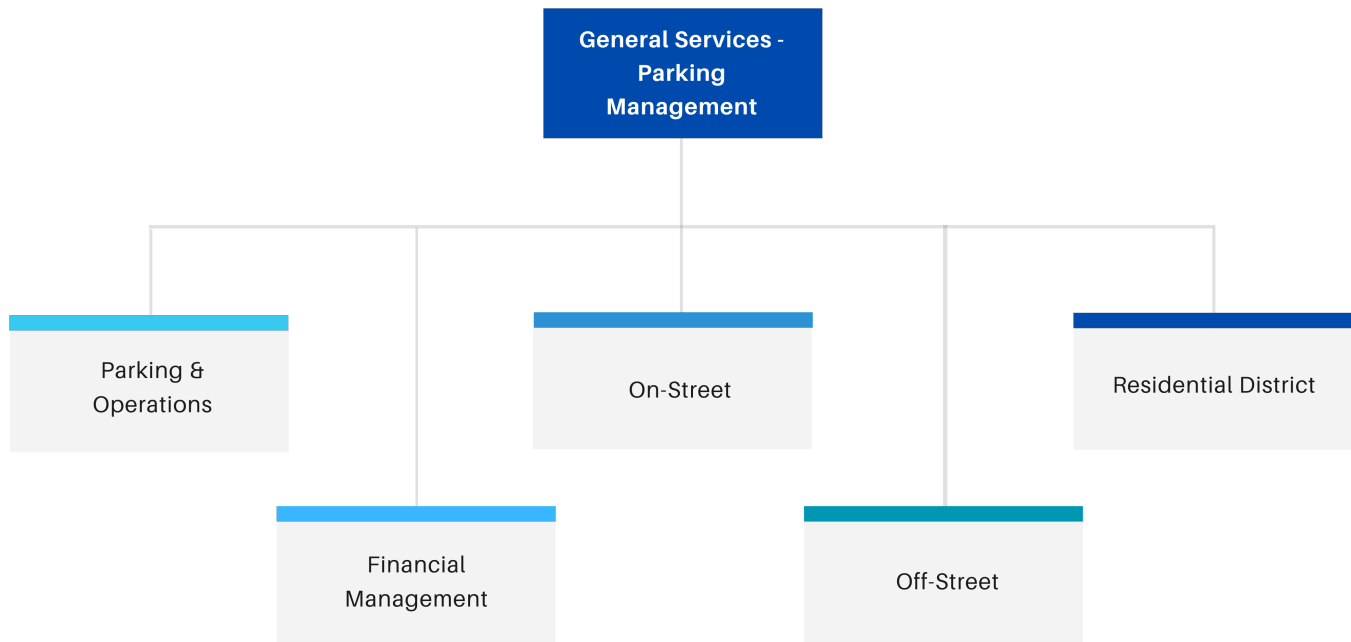 General Services -
Parking
Management
Parking &
Operations
On-Street
Residential District
Financial
Management
Off-Street